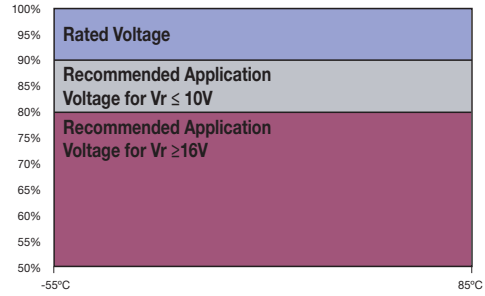 100%
95%
90%
85%
80%
75%
70%
65%
60%
55%
50%
Rated Voltage
Recommended Application
Voltage for Vr ≤ 10V
Recommended Application
Voltage for Vr ≥16V
-55ºC
85ºC